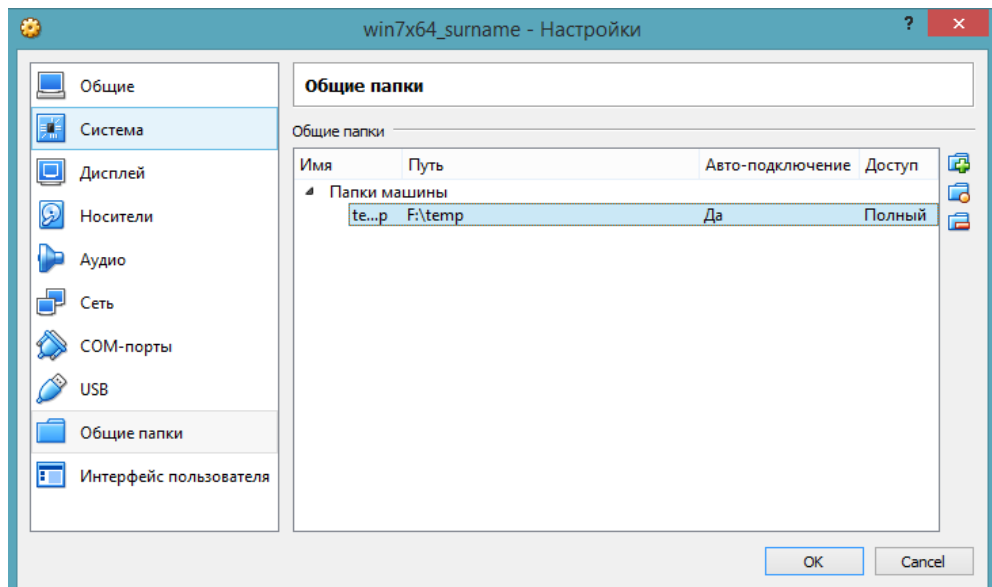 win7x64_surname - Настройки
?
Общие
Система
Дисплей
Носители
Аудио
Сеть
COM-порты
USB
Общие папки
Интерфейс пользователя
Общие папки
Общие папки
Имя Путь Авто-подключение Доступ
Папки машины
te...p F:\temp Да Полный
OK Cancel